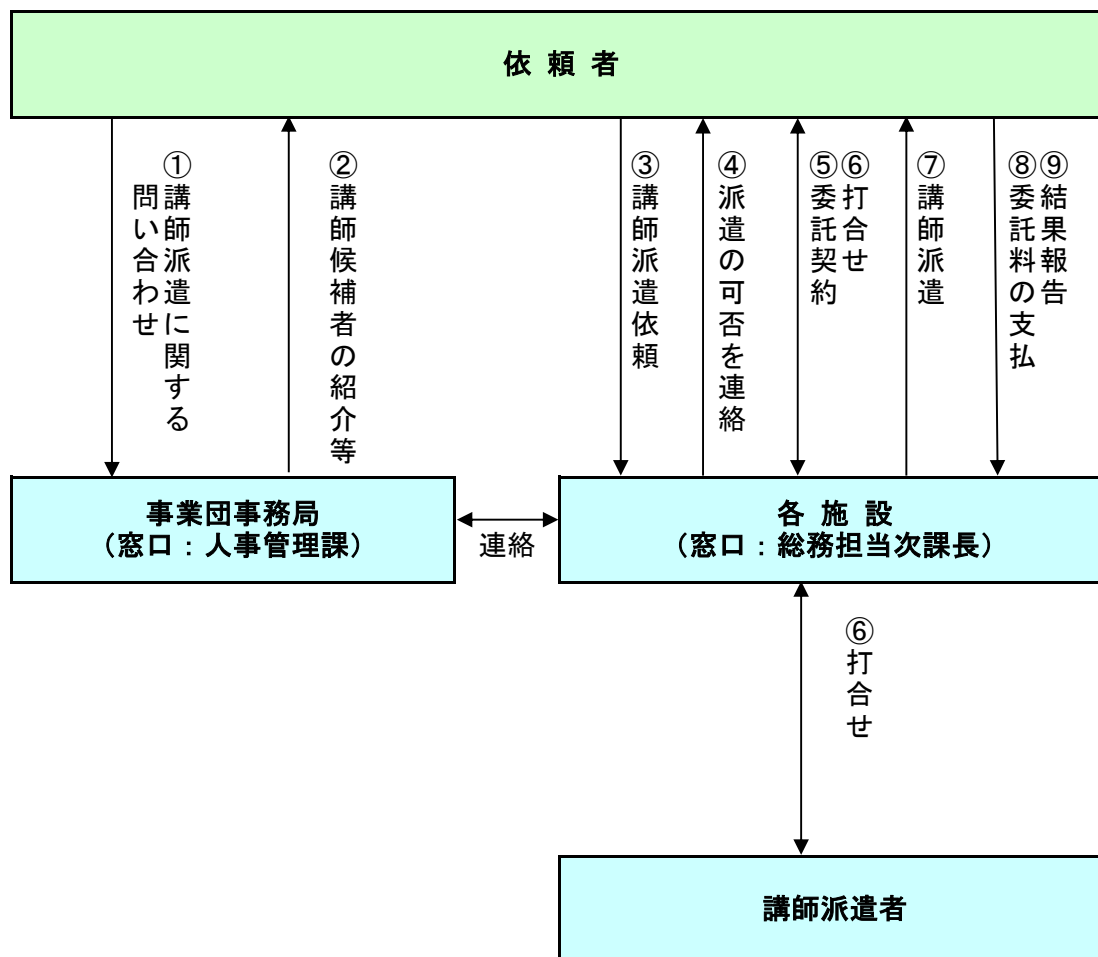 依 頼 者
①講師派遣に関する
問い合わせ
②講師候補者の紹介等
③講師派遣依頼
④派遣の可否を連絡
⑥打合せ
⑤委託契約
⑦講師派遣
⑨結果報告
⑧委託料の支払
事業団事務局
（窓口：人事管理課）
連絡
各 施 設
（窓口：総務担当次課長）
⑥打合せ
講師派遣者